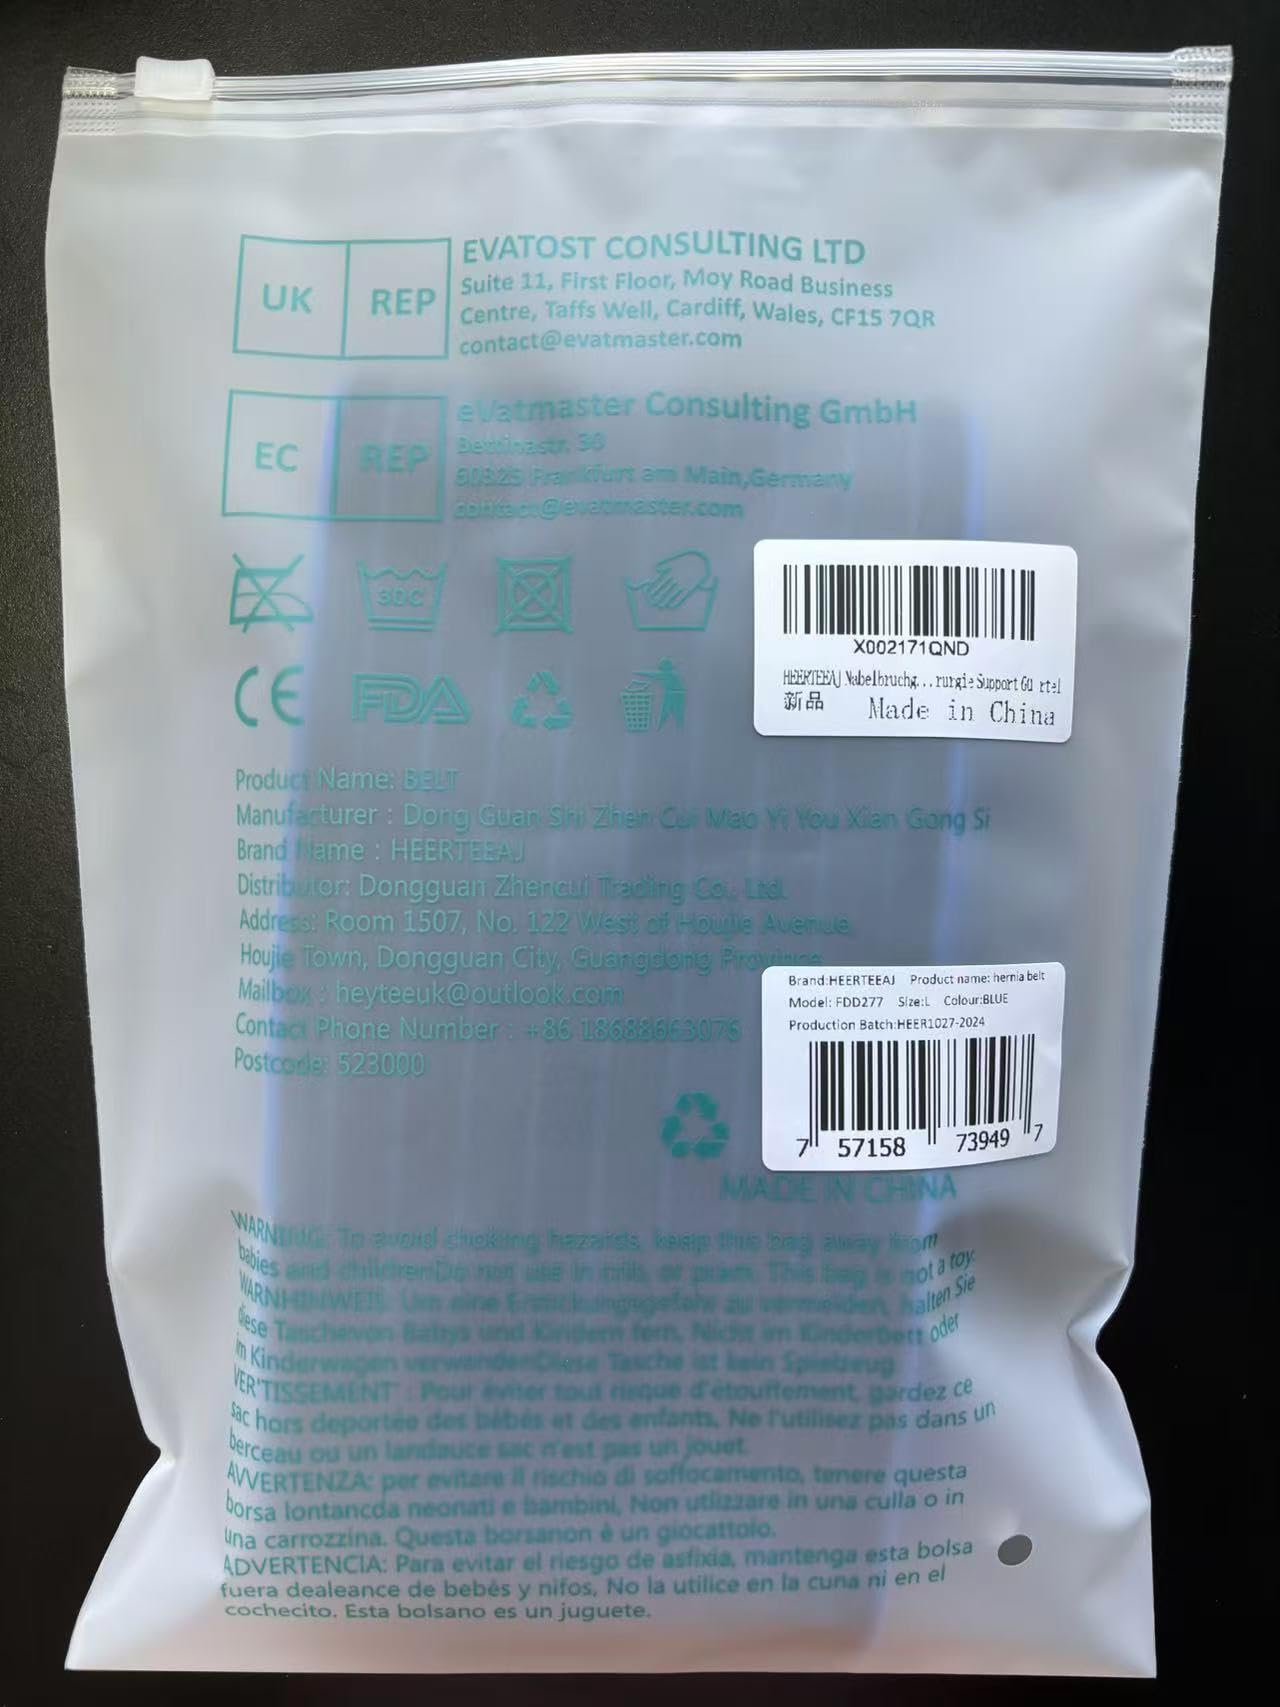 UK REP
EVATOST CONSULTING LTD
Suite 11, First Floor, Moy Road Business
Centre, Taffs Well, Cardiff, Wales, CF15 7QR
contact@evatmaster.com
EC REP
eVatmaster Consulting GmbH
Bettinastr. 30
60325 Frankfurt am Main,Germany
contact@evatmaster.com
30C
CE FDA
X002171QND
HEERTEEAJ Nabelbruchg...rurgie Support GÜ rtel
新品
Made in China
Product Name: BELT
Manufacturer : Dong Guan Shi Zhen Cui Mao Yi You Xian Gong Si
Brand Name : HEERTEEAJ
Distributor: Dongguan Zhencui Trading Co., Ltd.
Address: Room 1507, No. 122 West of Houjie Avenue
Houjie Town, Dongguan City, Guangdong Province
Mailbox : heyteeuk@outlook.com
Contact Phone Number : +86 18688663076
Postcode: 523000
Brand:HEERTEEAJ Product name: hernia belt
Model: FDD277 Size:L Colour:BLUE
Production Batch:HEER1027-2024
7 57158 73949 7
MADE IN CHINA
WARNING: To avoid choking hazards, keep this bag away from
babies and childrenDo not use in crib, or pram. This bag is not a toy.
WARNHINWEIS: Um eine Erstickungsgefahr zu vermeiden, halten Sie
diese Taschevon Babys und Kindern fern, Nicht im Kinderbett oder
im Kinderwagen verwendenDiese Tasche ist kein Spielzeug
VER'TISSEMENT : Pour éviter tout risque d'étouffement, gardez ce
sac hors deportée des bébés et des enfants, Ne l'utilisez pas dans un
berceau ou un landauce sac n'est pas un jouet.
AVVERTENZA: per evitare il rischio di soffocamento, tenere questa
borsa lontancda neonati e bambini, Non utlizzare in una culla o in
una carrozzina. Questa borsanon è un giocattolo.
ADVERTENCIA: Para evitar el riesgo de asfixia, mantenga esta bolsa
fuera dealeance de bebés y nifos, No la utilice en la cuna ni en el
cochecito. Esta bolsano es un juguete.